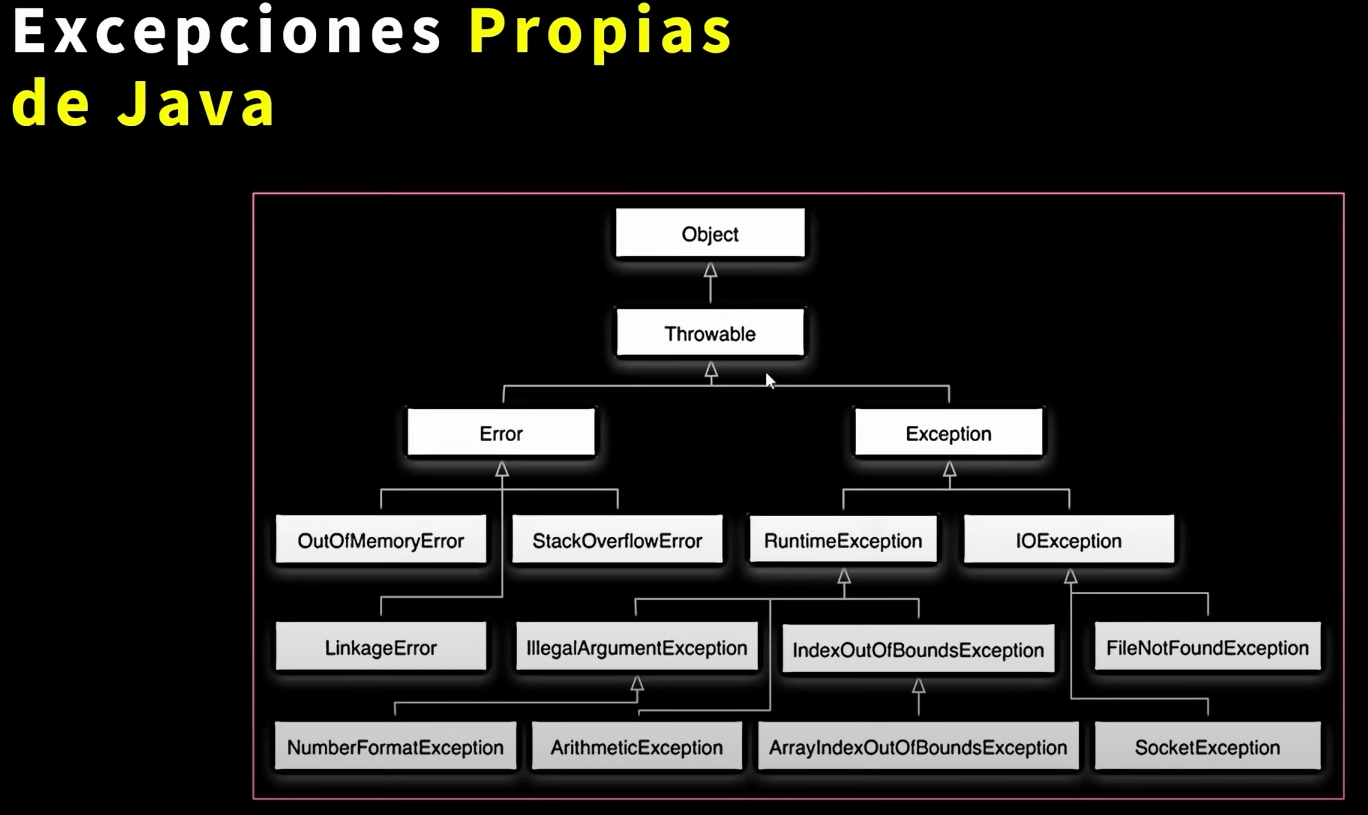 Excepciones Propias
de Java
Object
Throwable
Error
Exception
OutOfMemoryError
StackOverflowError
RuntimeException
IOException
LinkageError
IllegalArgumentException
IndexOutOfBoundsException
FileNotFoundException
NumberFormatException
ArithmeticException
ArrayIndexOutOfBoundsException
SocketException